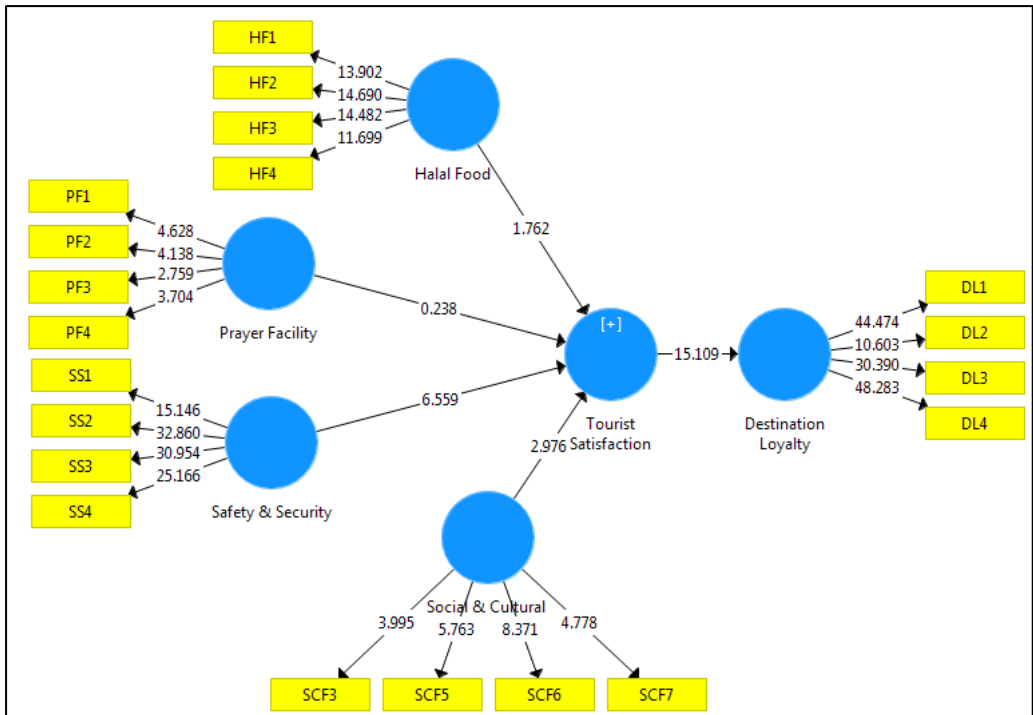 HF1
13.902
HF2
14.690
HF3
14.482
HF4
11.699
Halal Food
1.762
PF1
4.628
PF2
4.138
PF3
2.759
PF4
3.704
Prayer Facility
0.238
SS1
15.146
SS2
32.860
SS3
30.954
SS4
25.166
Safety & Security
6.559
[+]
Tourist
Satisfaction
15.109
Destination
Loyalty
DL1
44.474
DL2
10.603
DL3
30.390
DL4
48.283
2.976
Social & Cultural
3.995
5.763
8.371
4.778
SCF3
SCF5
SCF6
SCF7